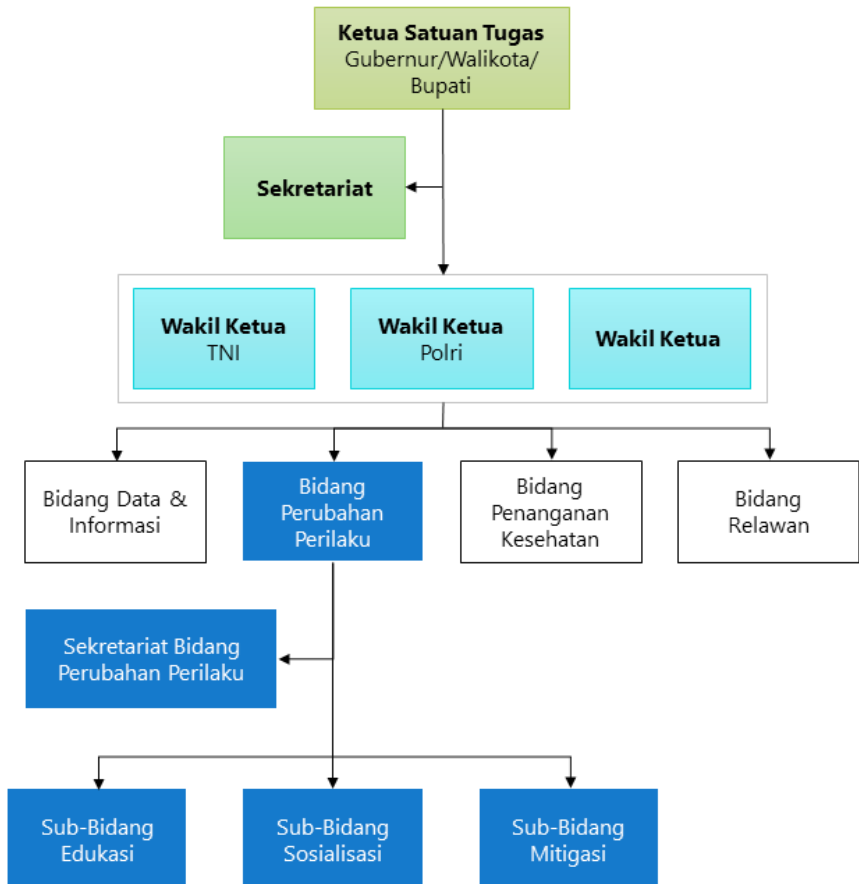 Ketua Satuan Tugas
Gubernur/Walikota/
Bupati
Sekretariat
Wakil Ketua
TNI
Wakil Ketua
Polri
Wakil Ketua
Bidang Data &
Informasi
Bidang
Perubahan
Perilaku
Bidang
Penanganan
Kesehatan
Bidang
Relawan
Sekretariat Bidang
Perubahan Perilaku
Sub-Bidang
Edukasi
Sub-Bidang
Sosialisasi
Sub-Bidang
Mitigasi